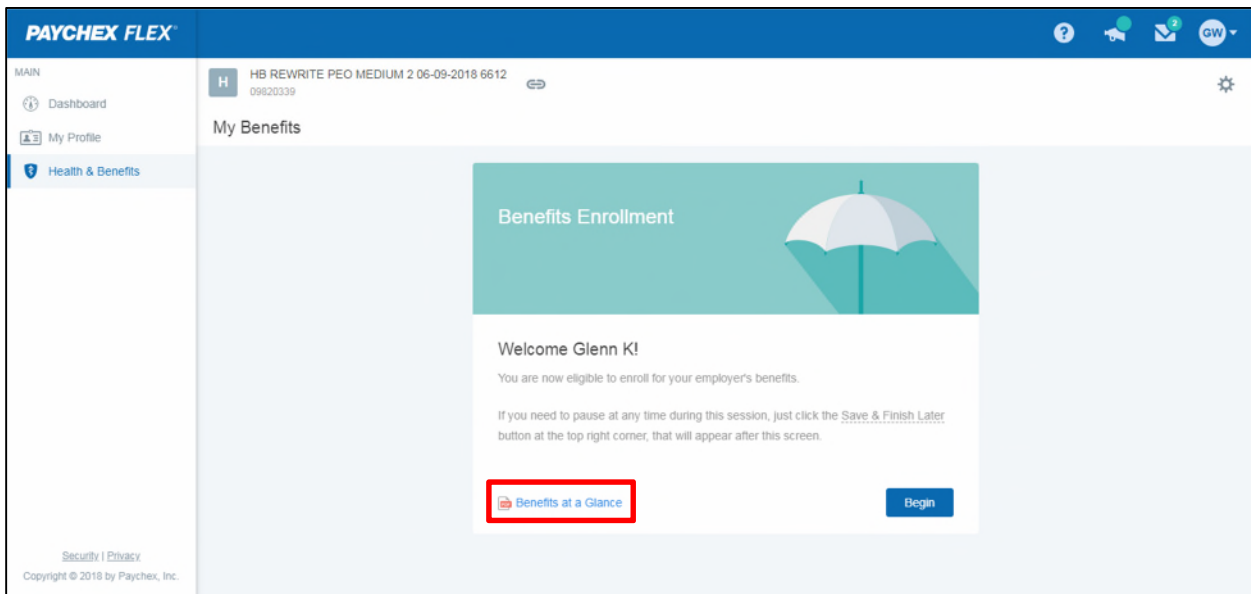 PAYCHEX FLEX®
2
GW
MAIN
Dashboard
My Profile
Health & Benefits
H
HB REWRITE PEO MEDIUM 2 06-09-2018 6612
09820339
My Benefits
Benefits Enrollment
Welcome Glenn K!
You are now eligible to enroll for your employer's benefits.
If you need to pause at any time during this session, just click the Save & Finish Later
button at the top right corner, that will appear after this screen.
Benefits at a Glance
Begin
Security | Privacy
Copyright © 2018 by Paychex, Inc.